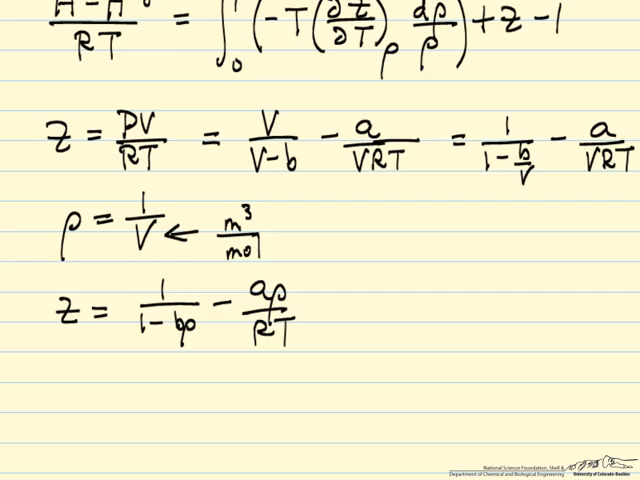 (H - H⁰)/RT = ∫₀^ρ (-T(∂Z/∂T)_ρ dρ/ρ) + Z - 1
Z = PV/RT = V/(V-b) - a/VRT = 1/(1 - b/V) - a/VRT
ρ = 1/V ← m³/mol
Z = 1/(1-bρ) - aρ/RT
National Science Foundation, Shell &
Department of Chemical and Biological Engineering University of Colorado Boulder